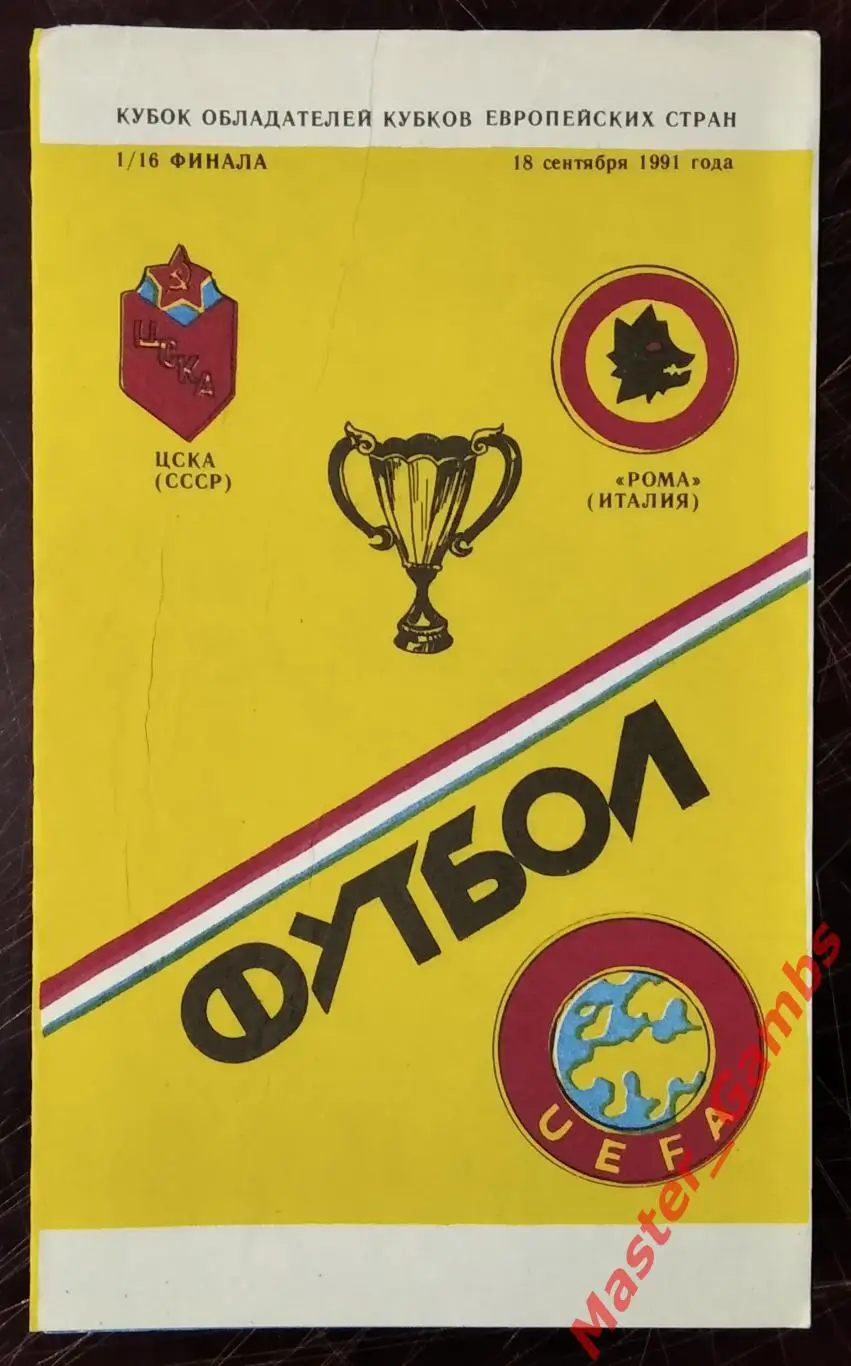 КУБОК ОБЛАДАТЕЛЕЙ КУБКОВ ЕВРОПЕЙСКИХ СТРАН
1/16 ФИНАЛА
18 сентября 1991 года
ЦСКА
ЦСКА
(СССР)
«РОМА»
(ИТАЛИЯ)
ФУТБОЛ
UEFA
Master_Gambs